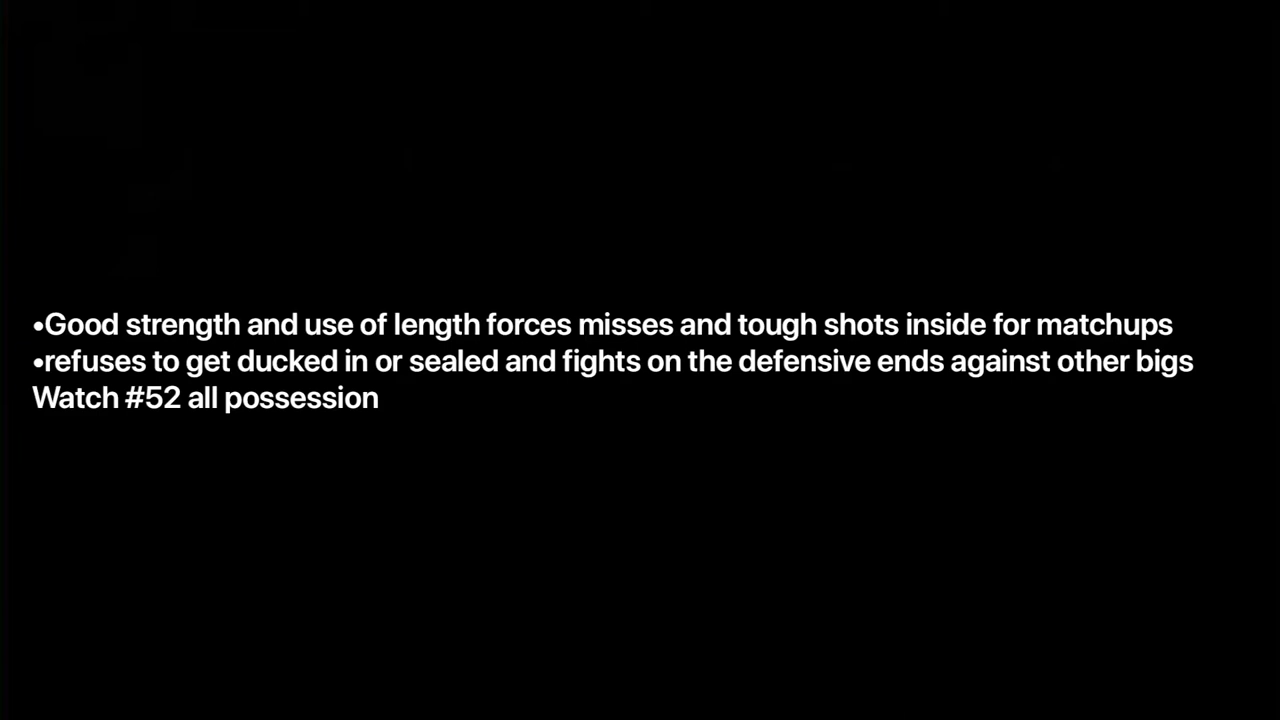 •Good strength and use of length forces misses and tough shots inside for matchups
•refuses to get ducked in or sealed and fights on the defensive ends against other bigs
Watch #52 all possession